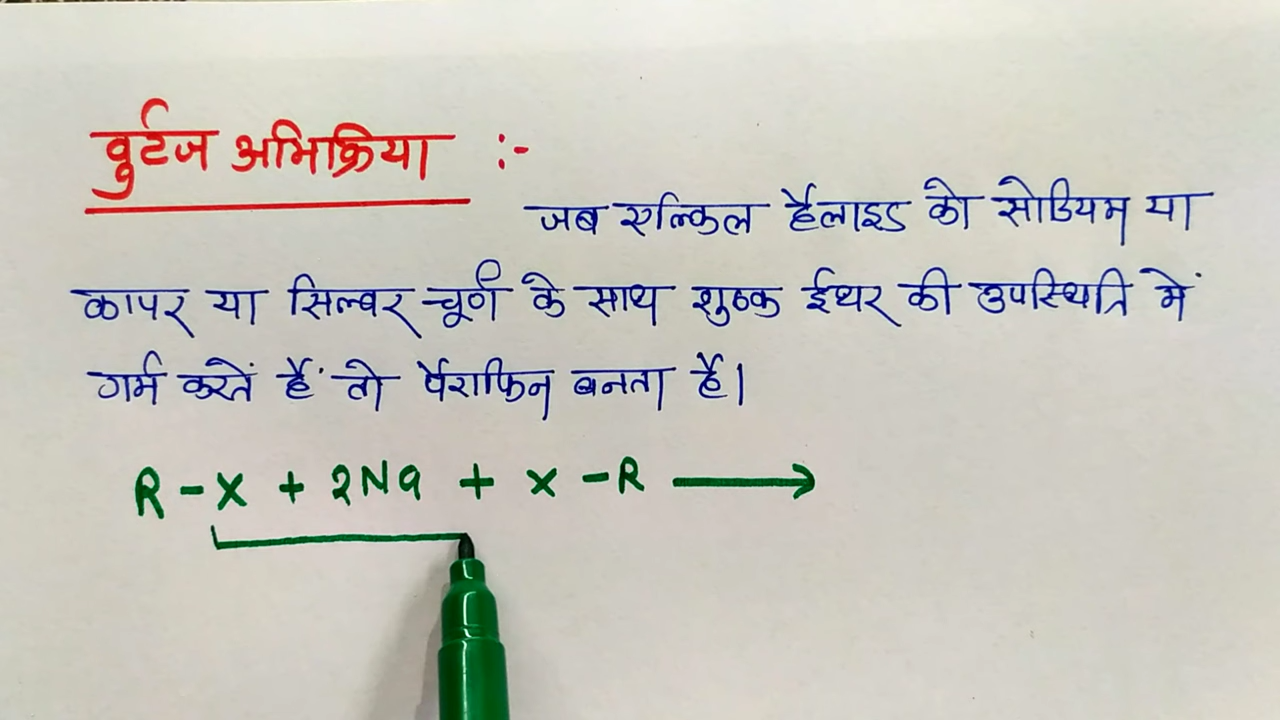 वुर्टज अभिक्रिया :-
जब एल्किल हैलाइड को सोडियम या
कापर या सिल्वर चूर्ण के साथ शुष्क ईथर की उपस्थिति में
गर्म करतें हैं तो पैराफिन बनता है।
R - X + 2Na + x - R ⟶